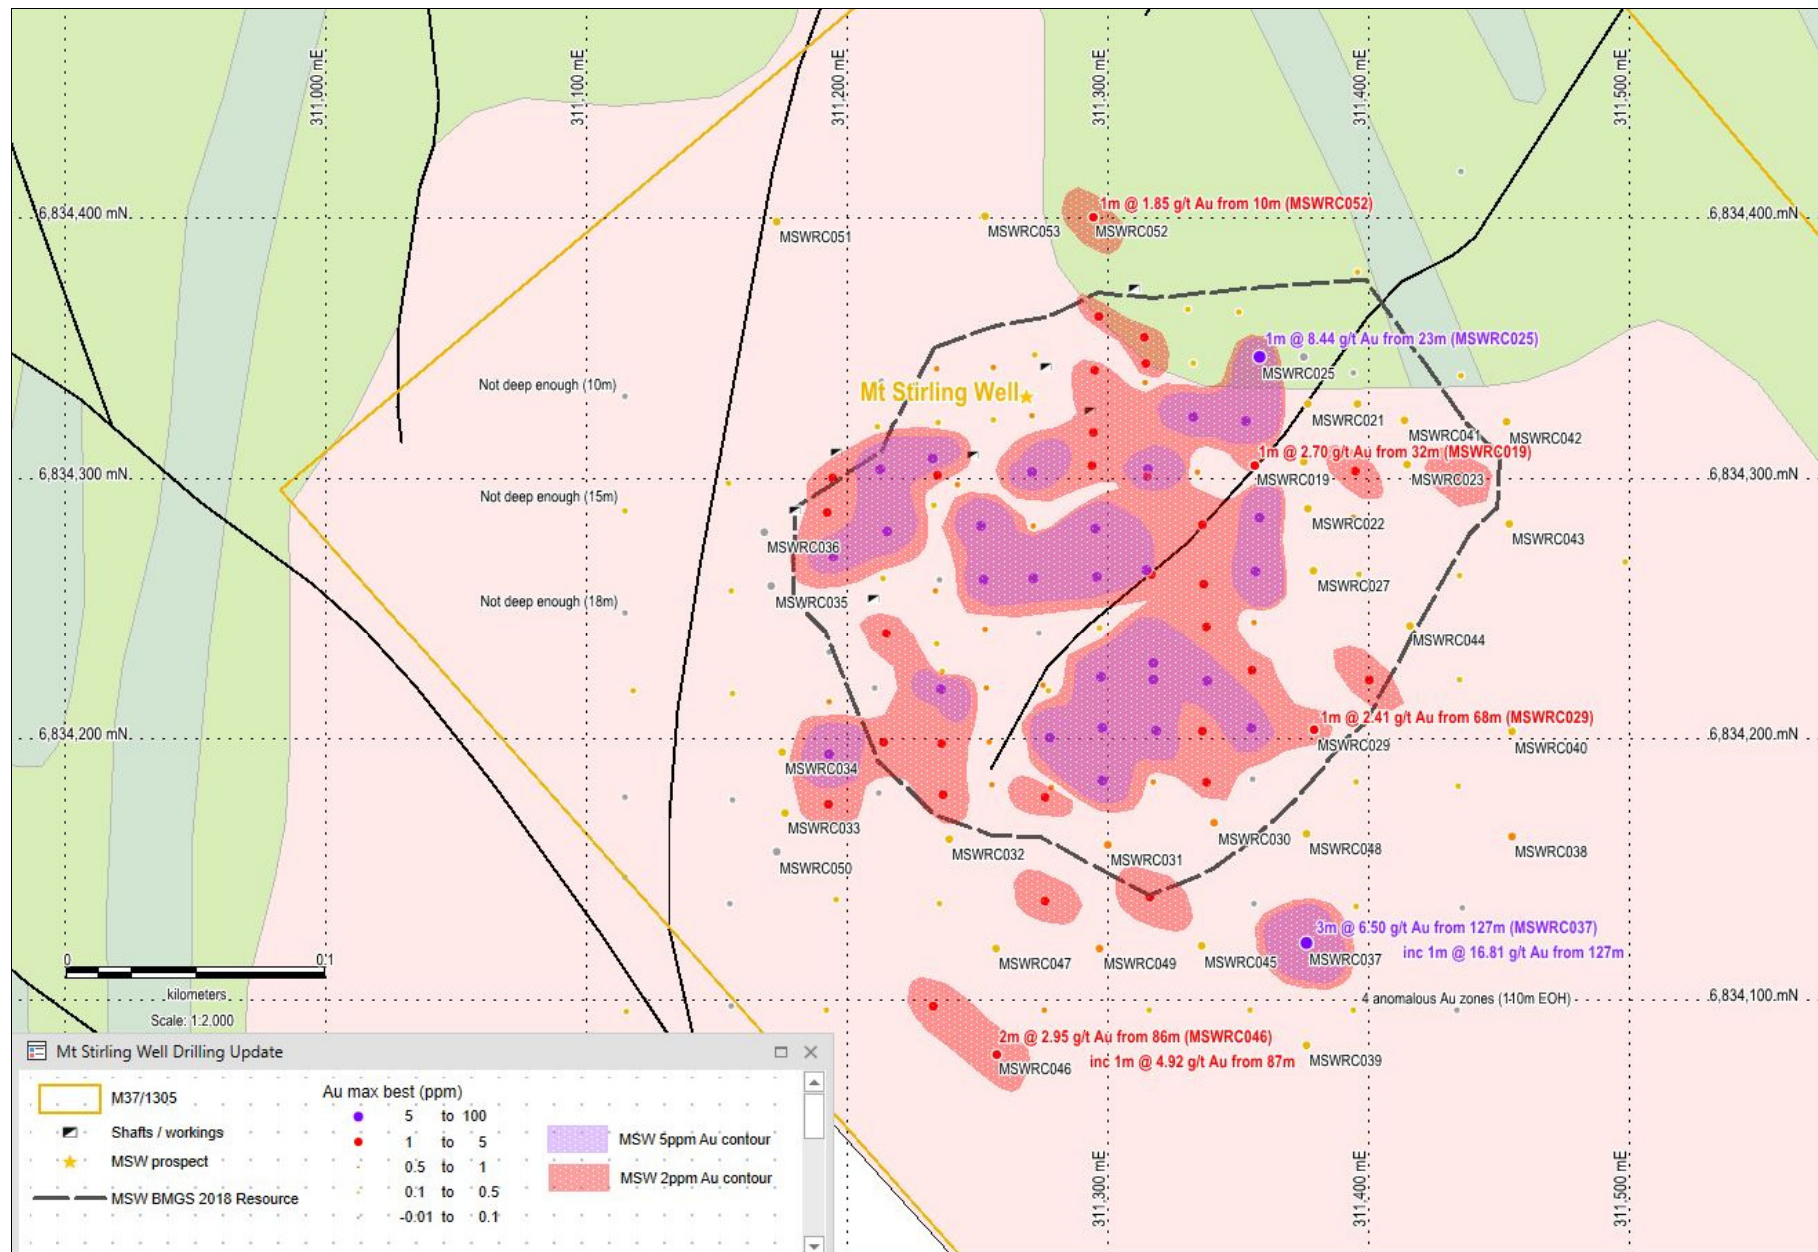 311,000 mE
311,100 mE
311,200 mE
311,300 mE
311,400 mE
311,500 mE
6,834,400 mN
6,834,400 mN
1m @ 1.85 g/t Au from 10m (MSWRC052)
MSWRC051
MSWRC053
MSWRC052
1m @ 8.44 g/t Au from 23m (MSWRC025)
MSWRC025
Not deep enough (10m)
Mt Stirling Well
MSWRC021
MSWRC041
MSWRC042
1m @ 2.70 g/t Au from 32m (MSWRC019)
6,834,300 mN
6,834,300 mN
MSWRC019
MSWRC023
Not deep enough (15m)
MSWRC022
MSWRC043
MSWRC036
MSWRC027
Not deep enough (18m)
MSWRC035
MSWRC044
1m @ 2.41 g/t Au from 68m (MSWRC029)
6,834,200 mN
6,834,200 mN
MSWRC029
MSWRC040
MSWRC034
MSWRC033
MSWRC030
MSWRC048
MSWRC038
MSWRC032
MSWRC031
MSWRC050
3m @ 6.50 g/t Au from 127m (MSWRC037)
inc 1m @ 16.81 g/t Au from 127m
MSWRC047
MSWRC049
MSWRC045
MSWRC037
0 0.1
kilometers
Scale: 1:2,000
4 anomalous Au zones (110m EOH)
6,834,100 mN
2m @ 2.95 g/t Au from 86m (MSWRC046)
inc 1m @ 4.92 g/t Au from 87m
MSWRC046
MSWRC039
Mt Stirling Well Drilling Update
M37/1305
Shafts / workings
MSW prospect
MSW BMGS 2018 Resource
Au max best (ppm)
5 to 100
1 to 5
0.5 to 1
0.1 to 0.5
-0.01 to 0.1
MSW 5ppm Au contour
MSW 2ppm Au contour
311,300 mE
311,400 mE
311,500 mE